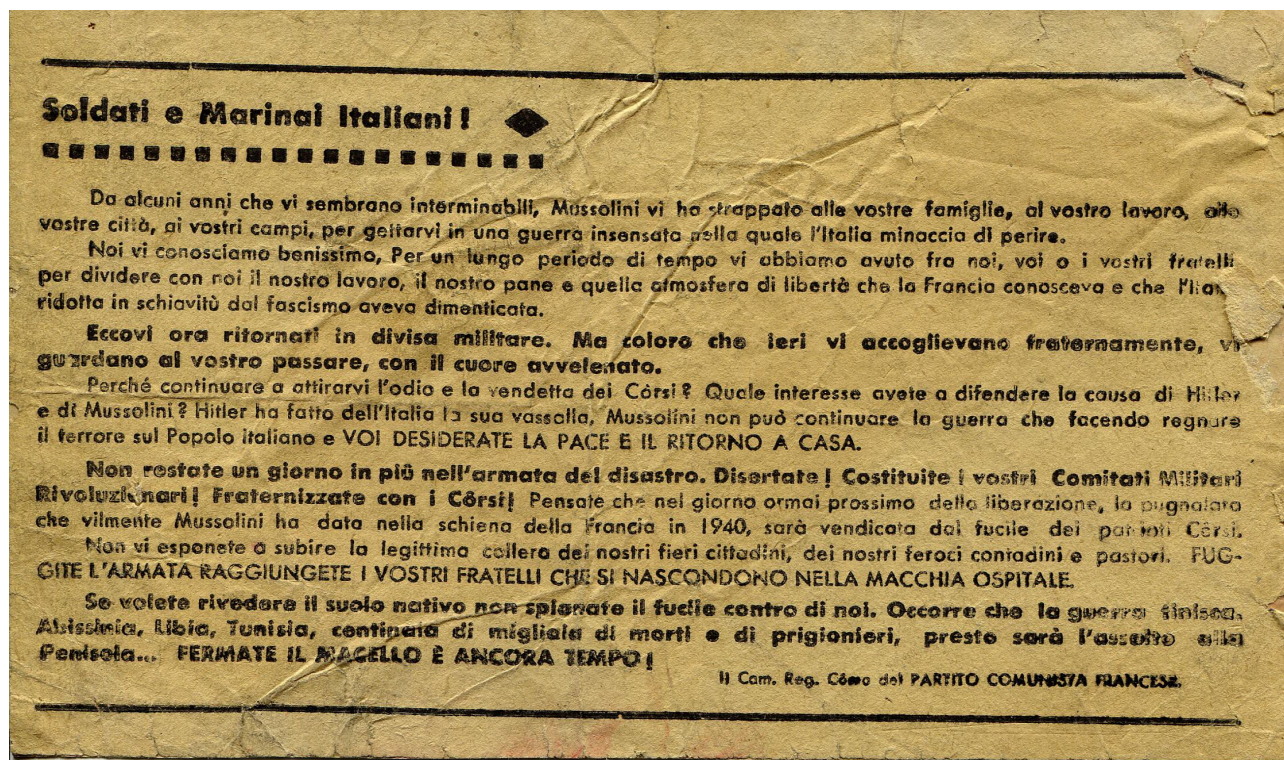 Soldati e Marinai Italiani!
Da alcuni anni che vi sembrano interminabili, Mussolini vi ha strappato alle vostre famiglie, al vostro lavoro, alle
vostre città, ai vostri campi, per gettarvi in una guerra insensata nella quale l'Italia minaccia di perire.
Noi vi conosciamo benissimo, Per un lungo periodo di tempo vi abbiamo avuto fra noi, voi o i vostri fratelli
per dividere con noi il nostro lavoro, il nostro pane e quella atmosfera di libertà che la Francia conosceva e che l'Italia
ridotta in schiavitù dal fascismo aveva dimenticata.
Eccovi ora ritornati in divisa militare. Ma coloro che ieri vi accoglievano fraternamente, vi
guardano al vostro passare, con il cuore avvelenato.
Perché continuare a attirarvi l'odio e la vendetta dei Côrsi? Quale interesse avete a difendere la causa di Hitler
e di Mussolini? Hitler ha fatto dell'Italia la sua vassalla, Mussolini non può continuare la guerra che facendo regnare
il terrore sul Popolo italiano e VOI DESIDERATE LA PACE E IL RITORNO A CASA.
Non restate un giorno in più nell'armata del disastro. Disertate! Costituite i vostri Comitati Militari
Rivoluzionari! Fraternizzate con i Côrsi! Pensate che nel giorno ormai prossimo della liberazione, la pugnalata
che vilmente Mussolini ha data nella schiena della Francia in 1940, sarà vendicata dal fucile dei patrioti Côrsi.
Non vi esponete a subire la legittima collera dei nostri fieri cittadini, dei nostri feroci contadini e pastori. FUG-
GITE L'ARMATA RAGGIUNGETE I VOSTRI FRATELLI CHE SI NASCONDONO NELLA MACCHIA OSPITALE.
Se volete rivedere il suolo nativo non spianate il fucile contro di noi. Occorre che la guerra finisca.
Abissinia, Libia, Tunisia, centinaia di migliaia di morti e di prigionieri, presto sarà l'assalto alla
Penisola... FERMATE IL MACELLO È ANCORA TEMPO!
Il Com. Reg. Côrso del PARTITO COMUNISTA FRANCESE.